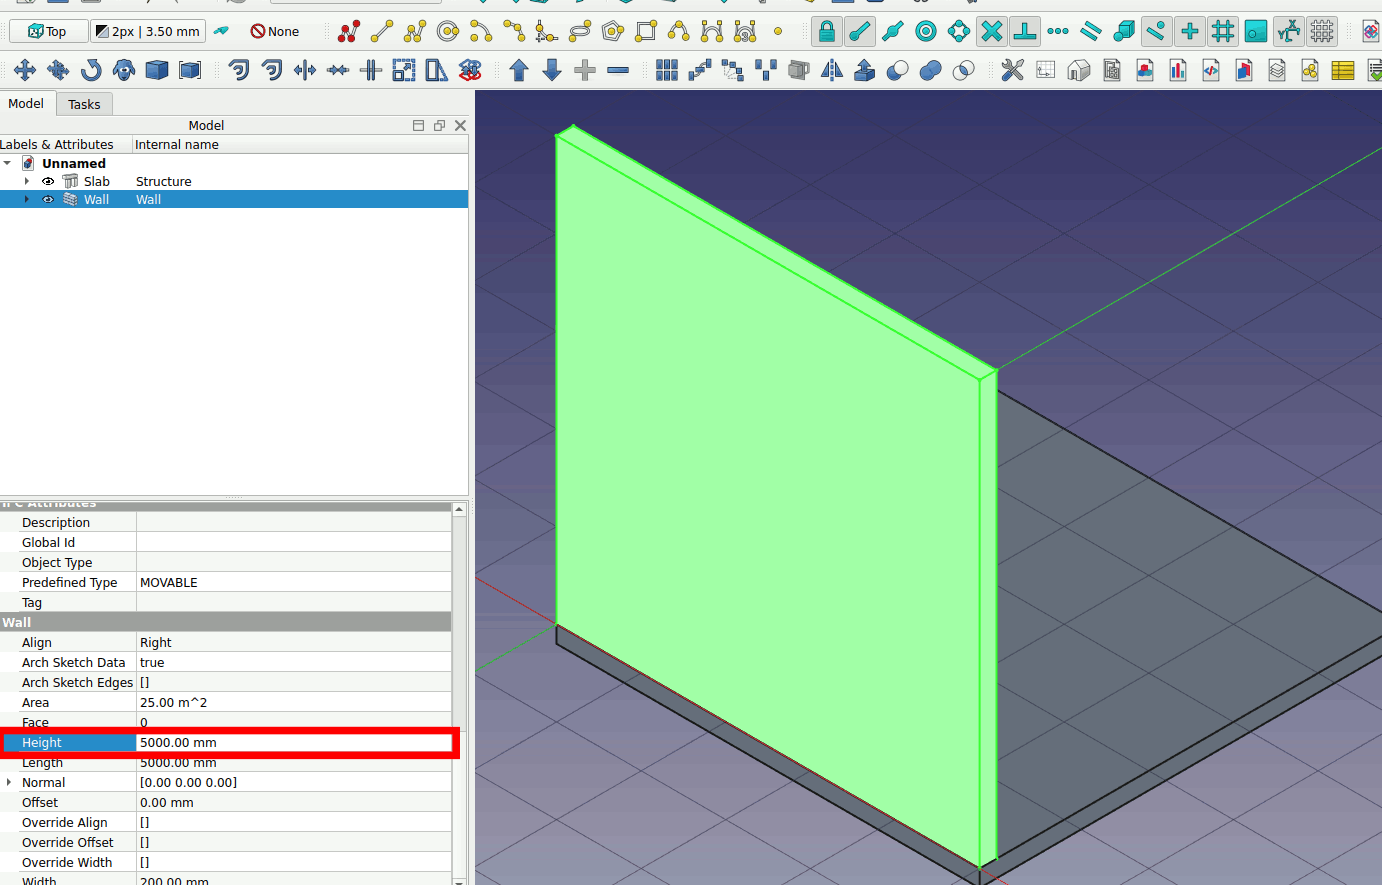 Top
2px | 3.50 mm
None
Model
Tasks
Model
Labels & Attributes
Internal name
Unnamed
Slab Structure
Wall Wall
IFC Attributes
Description
Global Id
Object Type
Predefined Type MOVABLE
Tag
Wall
Align Right
Arch Sketch Data true
Arch Sketch Edges []
Area 25.00 m^2
Face 0
Height 5000.00 mm
Length 5000.00 mm
Normal [0.00 0.00 0.00]
Offset 0.00 mm
Override Align []
Override Offset []
Override Width []
Width 200.00 mm